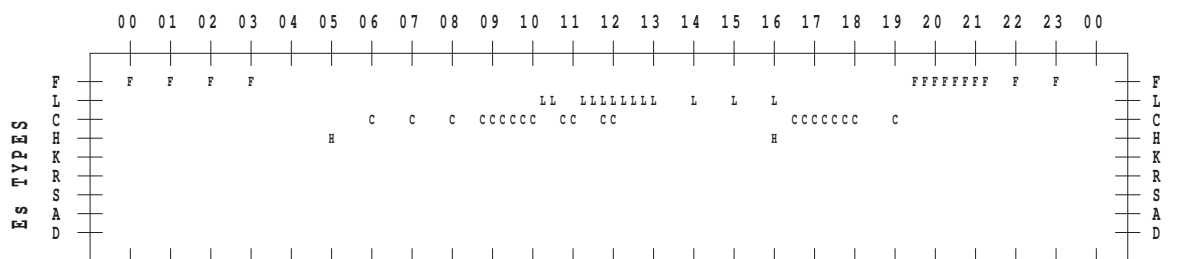 00 01 02 03 04 05 06 07 08 09 10 11 12 13 14 15 16 17 18 19 20 21 22 23 00
F F F F F FFFFFFFF F F F
L LL LLLLLLLL L L L L
C C C C CCCCCC CC CC CCCCCCC C C
H H H H
K K
R R
S S
A A
D D
Es TYPES